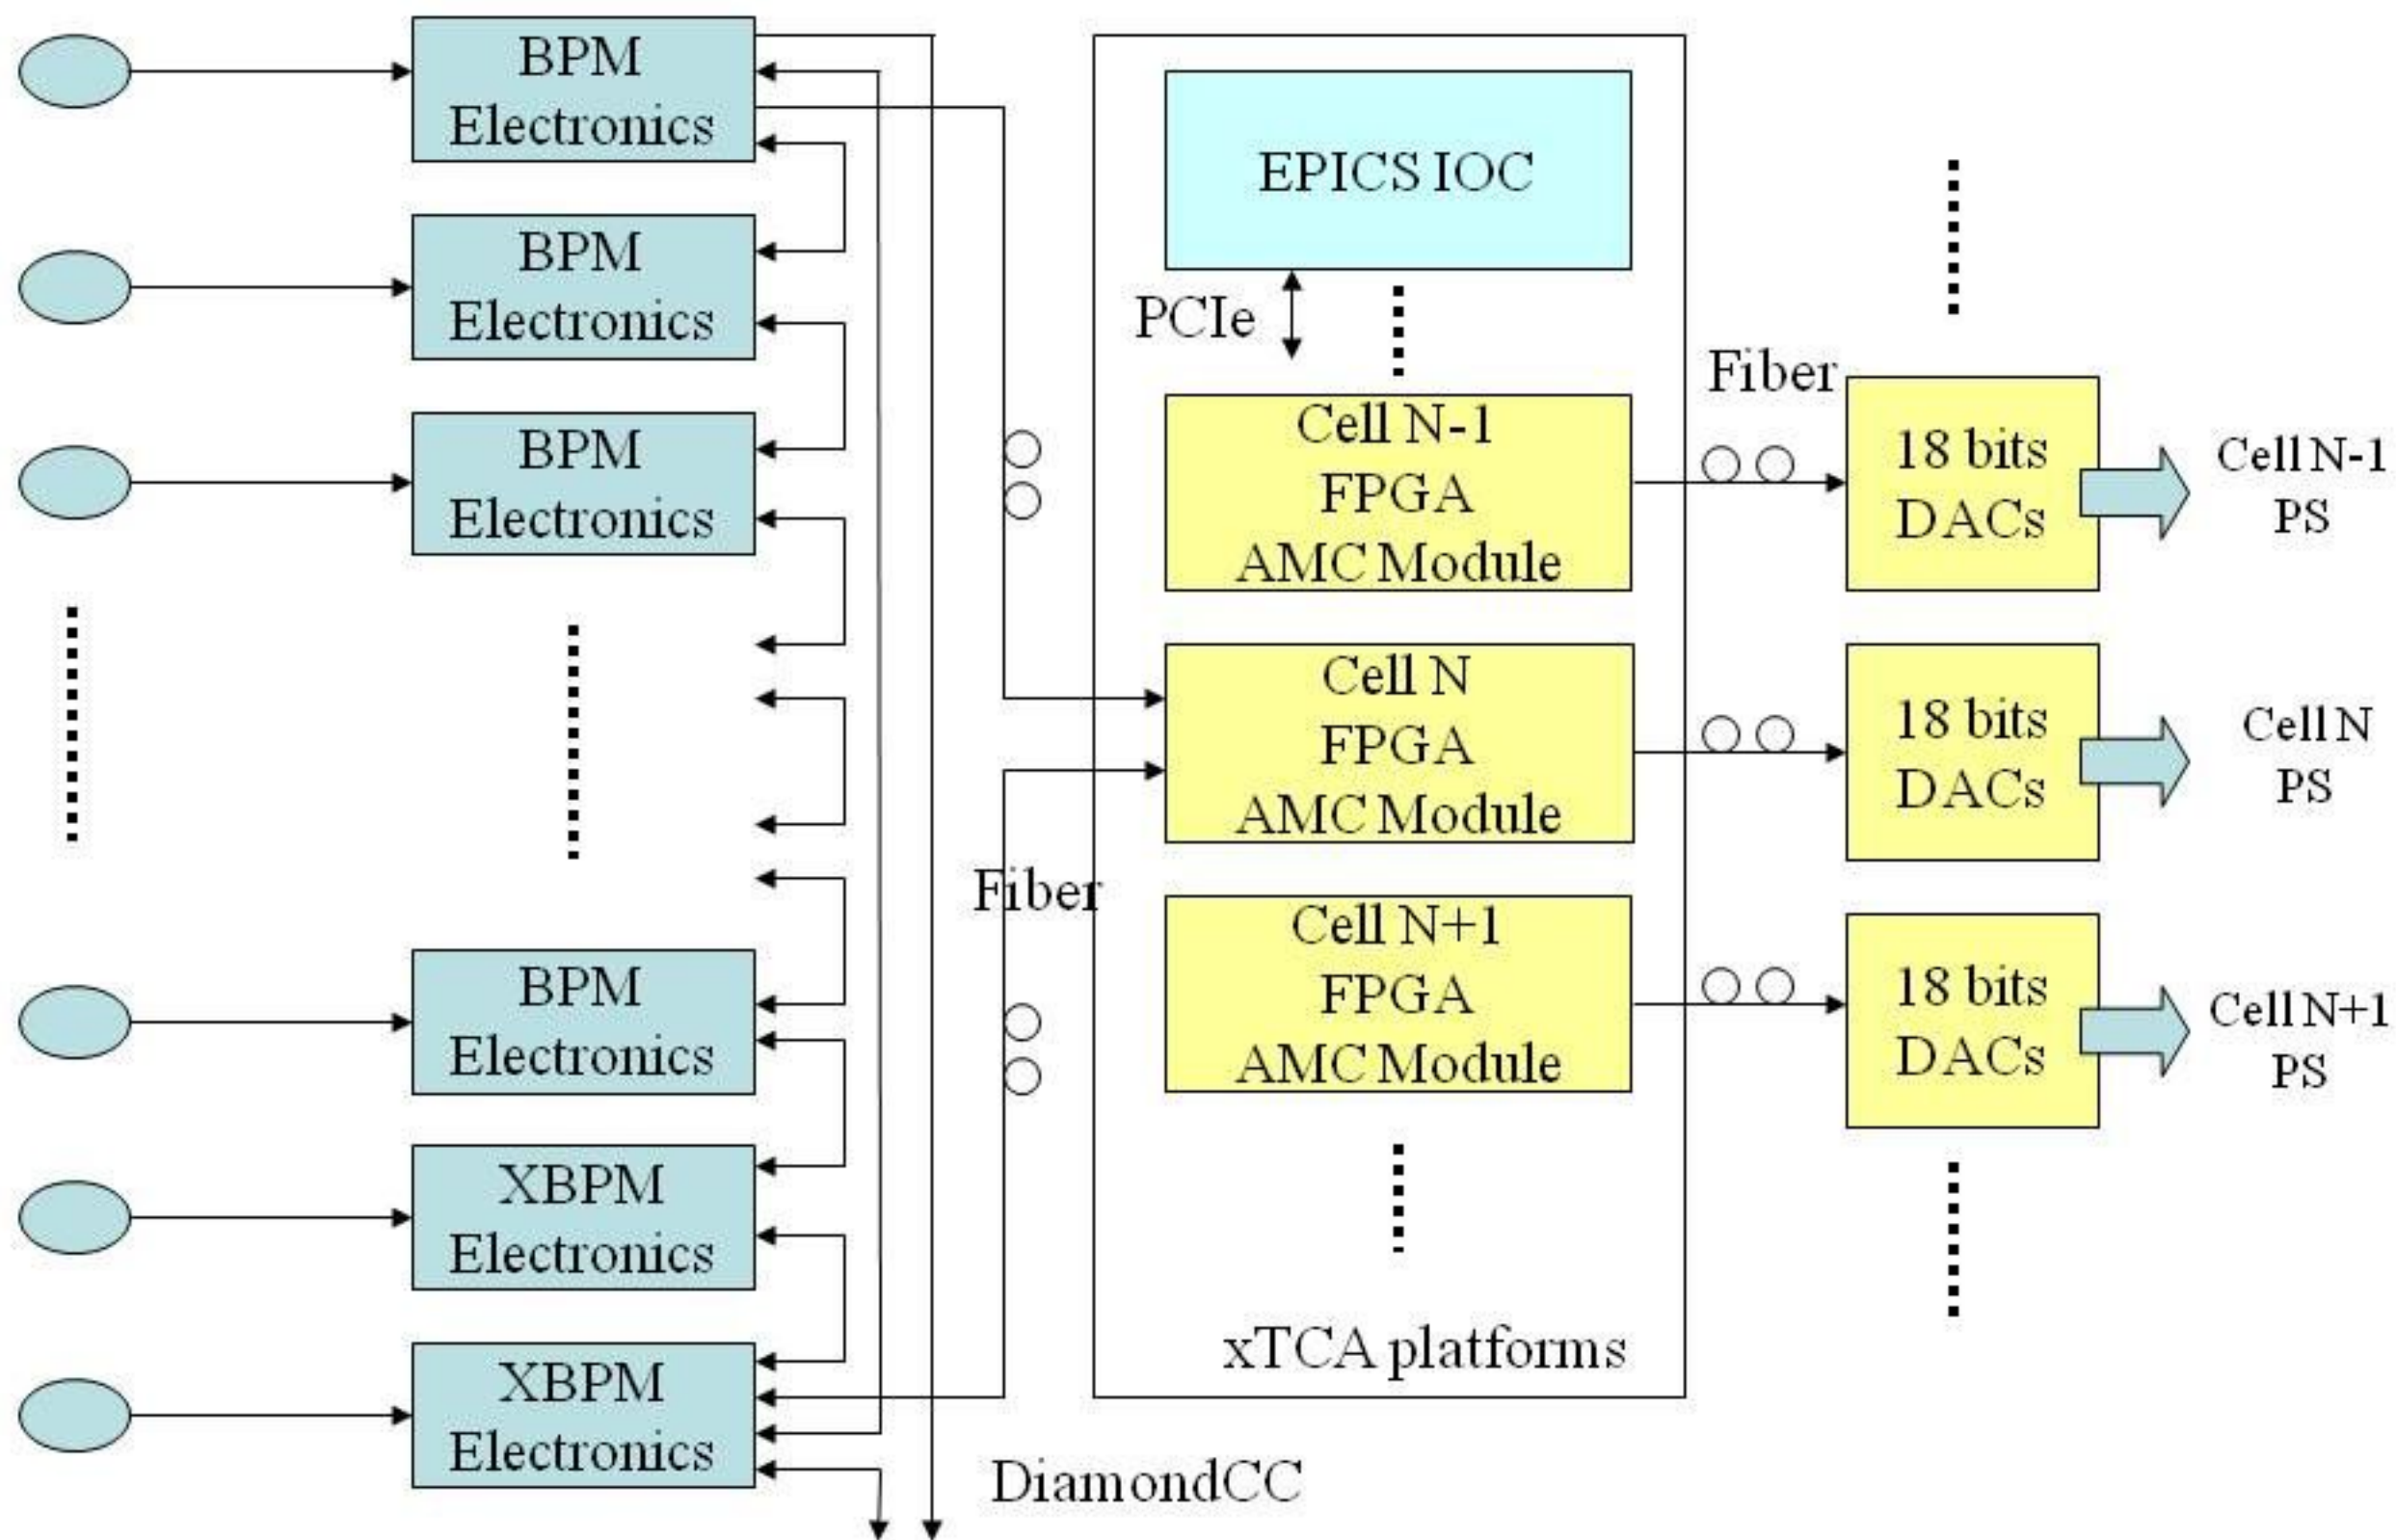 BPM
Electronics
BPM
Electronics
BPM
Electronics
BPM
Electronics
XBPM
Electronics
XBPM
Electronics
Fiber
DiamondCC
EPICS IOC
PCIe
Cell N-1
FPGA
AMC Module
Cell N
FPGA
AMC Module
Cell N+1
FPGA
AMC Module
xTCA platforms
Fiber
18 bits
DACs
18 bits
DACs
18 bits
DACs
Cell N-1
PS
Cell N
PS
Cell N+1
PS